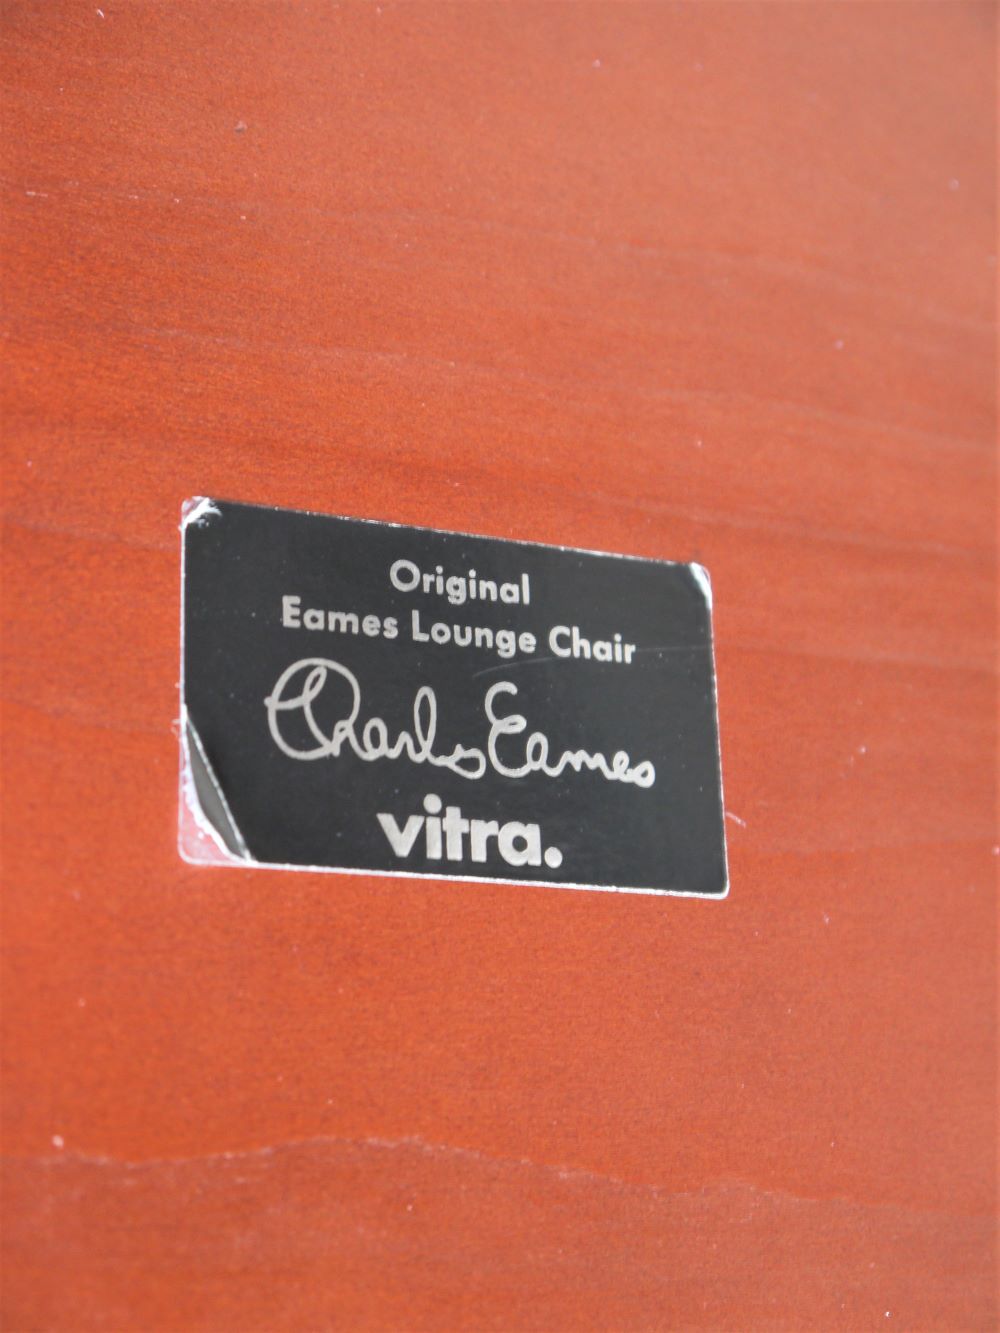 Original
Eames Lounge Chair
Charles Eames
vitra.